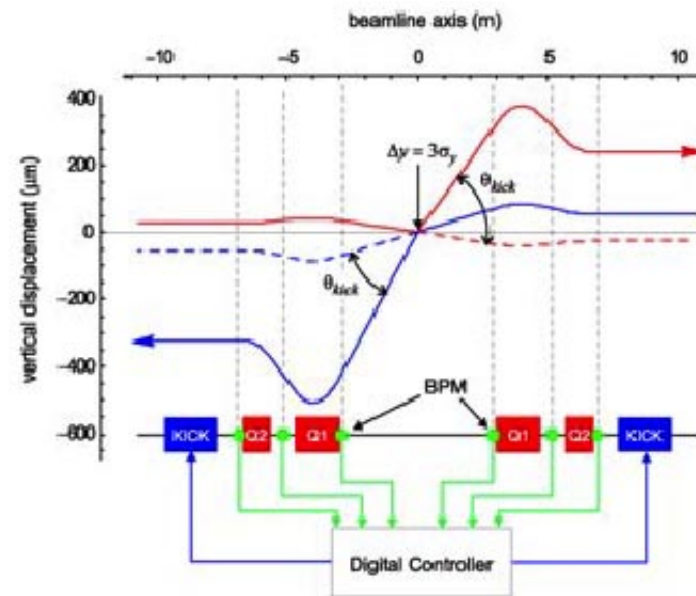 beamline axis (m)
−10 −5 0 5 10
400
200
0
−200
−400
−600
vertical displacement (μm)
Δy = 3σy
θkick
θkick
BPM
KICK Q2 Q1 Q1 Q2 KICK
Digital Controller